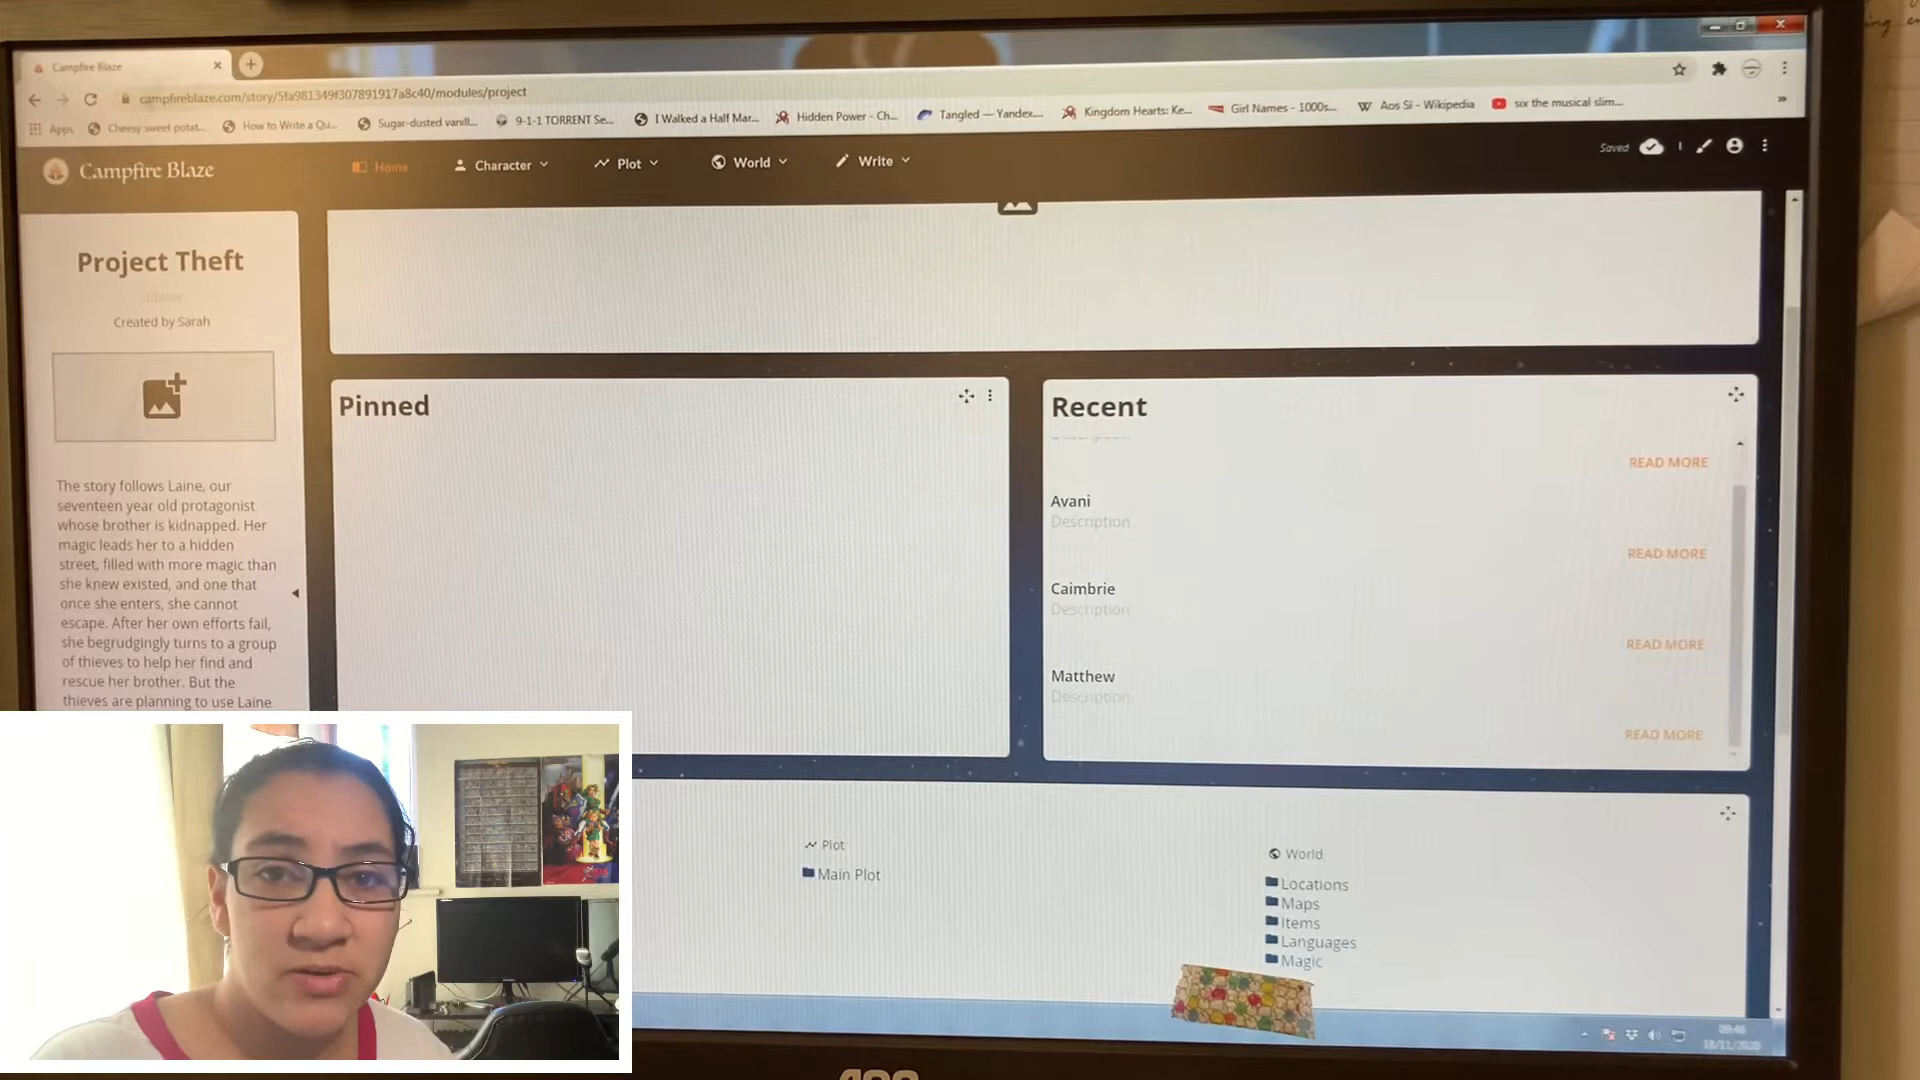 Campfire Blaze
campfireblaze.com/story/5fa981349f307891917a8c40/modules/project
Apps
Cheesy sweet potat...
How to Write a Qu...
Sugar-dusted vanill...
9-1-1 TORRENT Se...
I Walked a Half Mar...
Hidden Power - Ch...
Tangled — Yandex....
Kingdom Hearts: Ke...
Girl Names - 1000s...
Aos Sí - Wikipedia
six the musical slim...
Campfire Blaze
Home
Character
Plot
World
Write
Saved
Project Theft
Created by Sarah
The story follows Laine, our
seventeen year old protagonist
whose brother is kidnapped. Her
magic leads her to a hidden
street, filled with more magic than
she knew existed, and one that
once she enters, she cannot
escape. After her own efforts fail,
she begrudgingly turns to a group
of thieves to help her find and
rescue her brother. But the
thieves are planning to use Laine
Pinned
Recent
READ MORE
Avani
Description
READ MORE
Caimbrie
Description
READ MORE
Matthew
Description
READ MORE
Plot
Main Plot
World
Locations
Maps
Items
Languages
Magic
09:46
18/11/2020